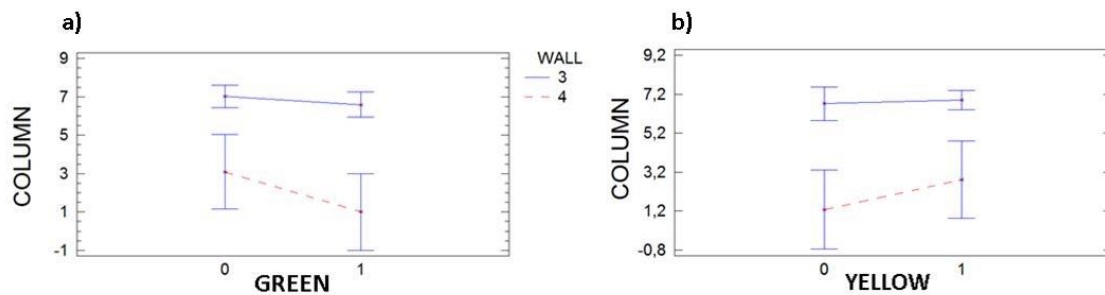 a)
9
7
5
3
1
-1
COLUMN
0
1
GREEN
WALL
3
4
b)
9,2
7,2
5,2
3,2
1,2
-0,8
COLUMN
0
1
YELLOW